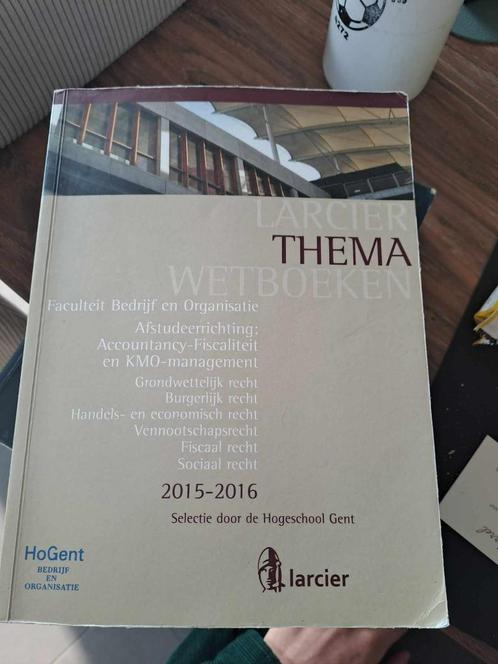 LARCIER
THEMA
WETBOEKEN
Faculteit Bedrijf en Organisatie
Afstudeerrichting:
Accountancy-Fiscaliteit
en KMO-management
Grondwettelijk recht
Burgerlijk recht
Handels- en economisch recht
Vennootschapsrecht
Fiscaal recht
Sociaal recht
2015-2016
Selectie door de Hogeschool Gent
HoGent
BEDRIJF
EN
ORGANISATIE
larcier